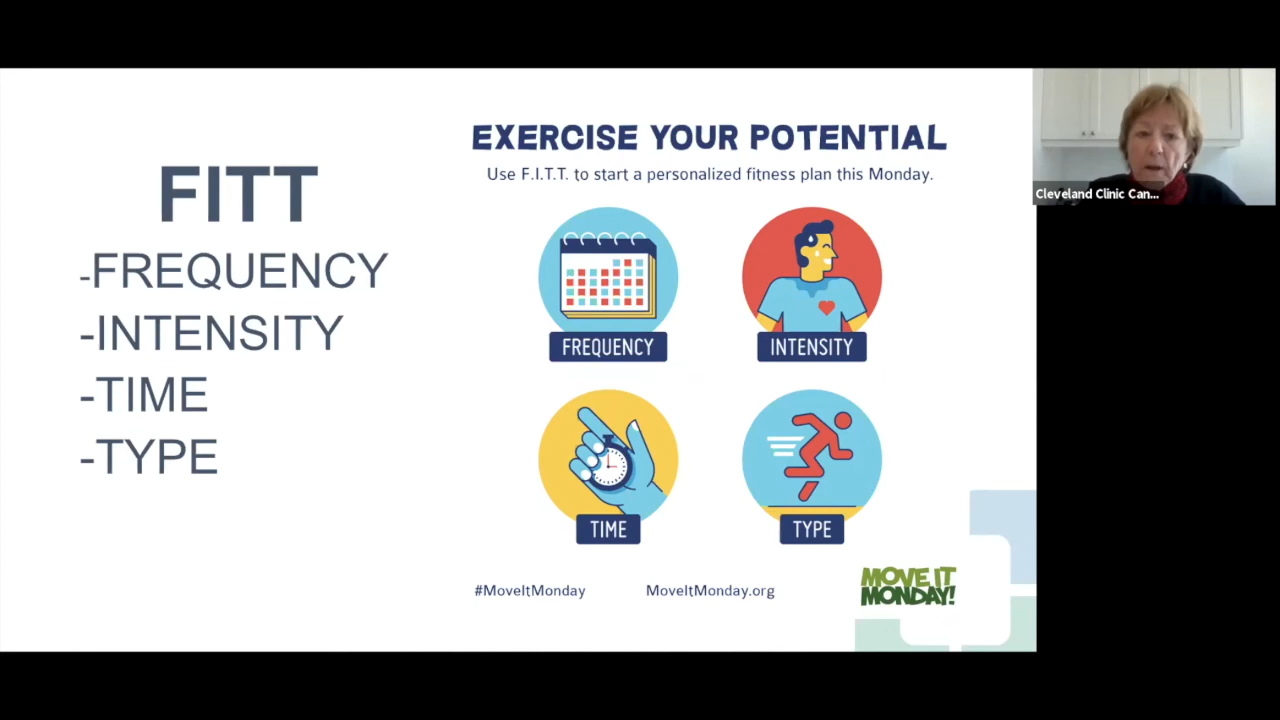 FITT
-FREQUENCY
-INTENSITY
-TIME
-TYPE
EXERCISE YOUR POTENTIAL
Use F.I.T.T. to start a personalized fitness plan this Monday.
FREQUENCY
INTENSITY
TIME
TYPE
#MoveItMonday
MoveItMonday.org
MOVE IT
MONDAY!
Cleveland Clinic Can...